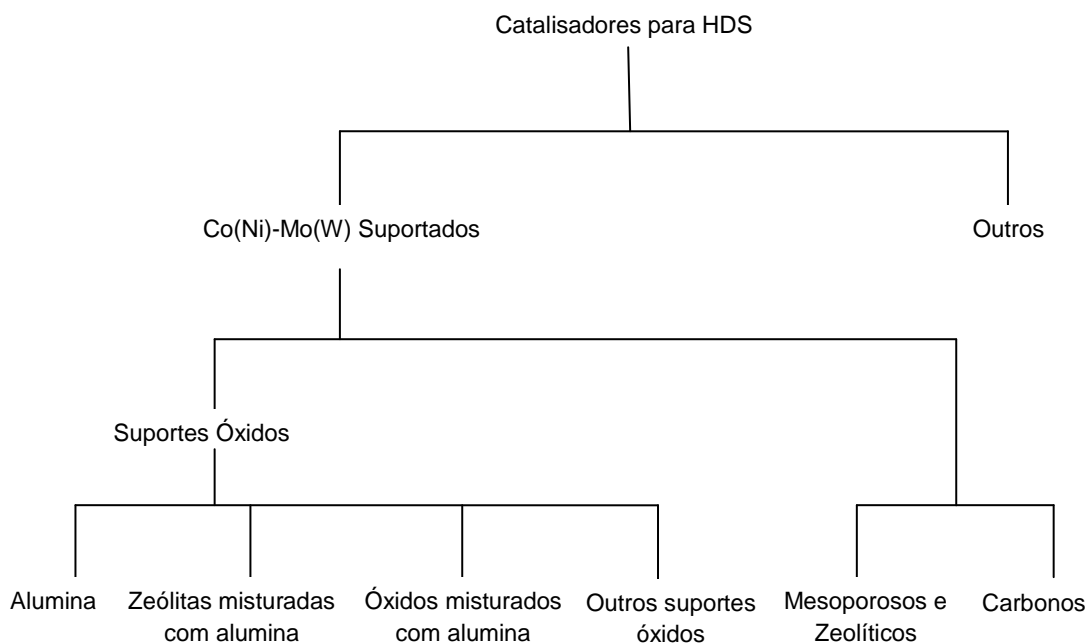 Catalisadores para HDS
Co(Ni)-Mo(W) Suportados
Outros
Suportes Óxidos
Alumina
Zeólitas misturadas
com alumina
Óxidos misturados
com alumina
Outros suportes
óxidos
Mesoporosos e
Zeolíticos
Carbonos